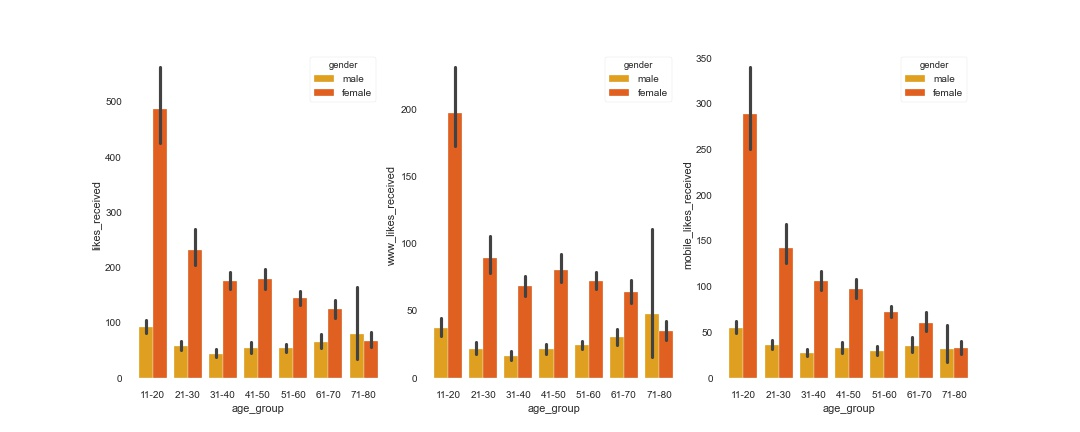 gender
male
female
likes_received
500
400
300
200
100
0
11-20 21-30 31-40 41-50 51-60 61-70 71-80
age_group
gender
male
female
www_likes_received
200
150
100
50
0
11-20 21-30 31-40 41-50 51-60 61-70 71-80
age_group
gender
male
female
mobile_likes_received
350
300
250
200
150
100
50
0
11-20 21-30 31-40 41-50 51-60 61-70 71-80
age_group